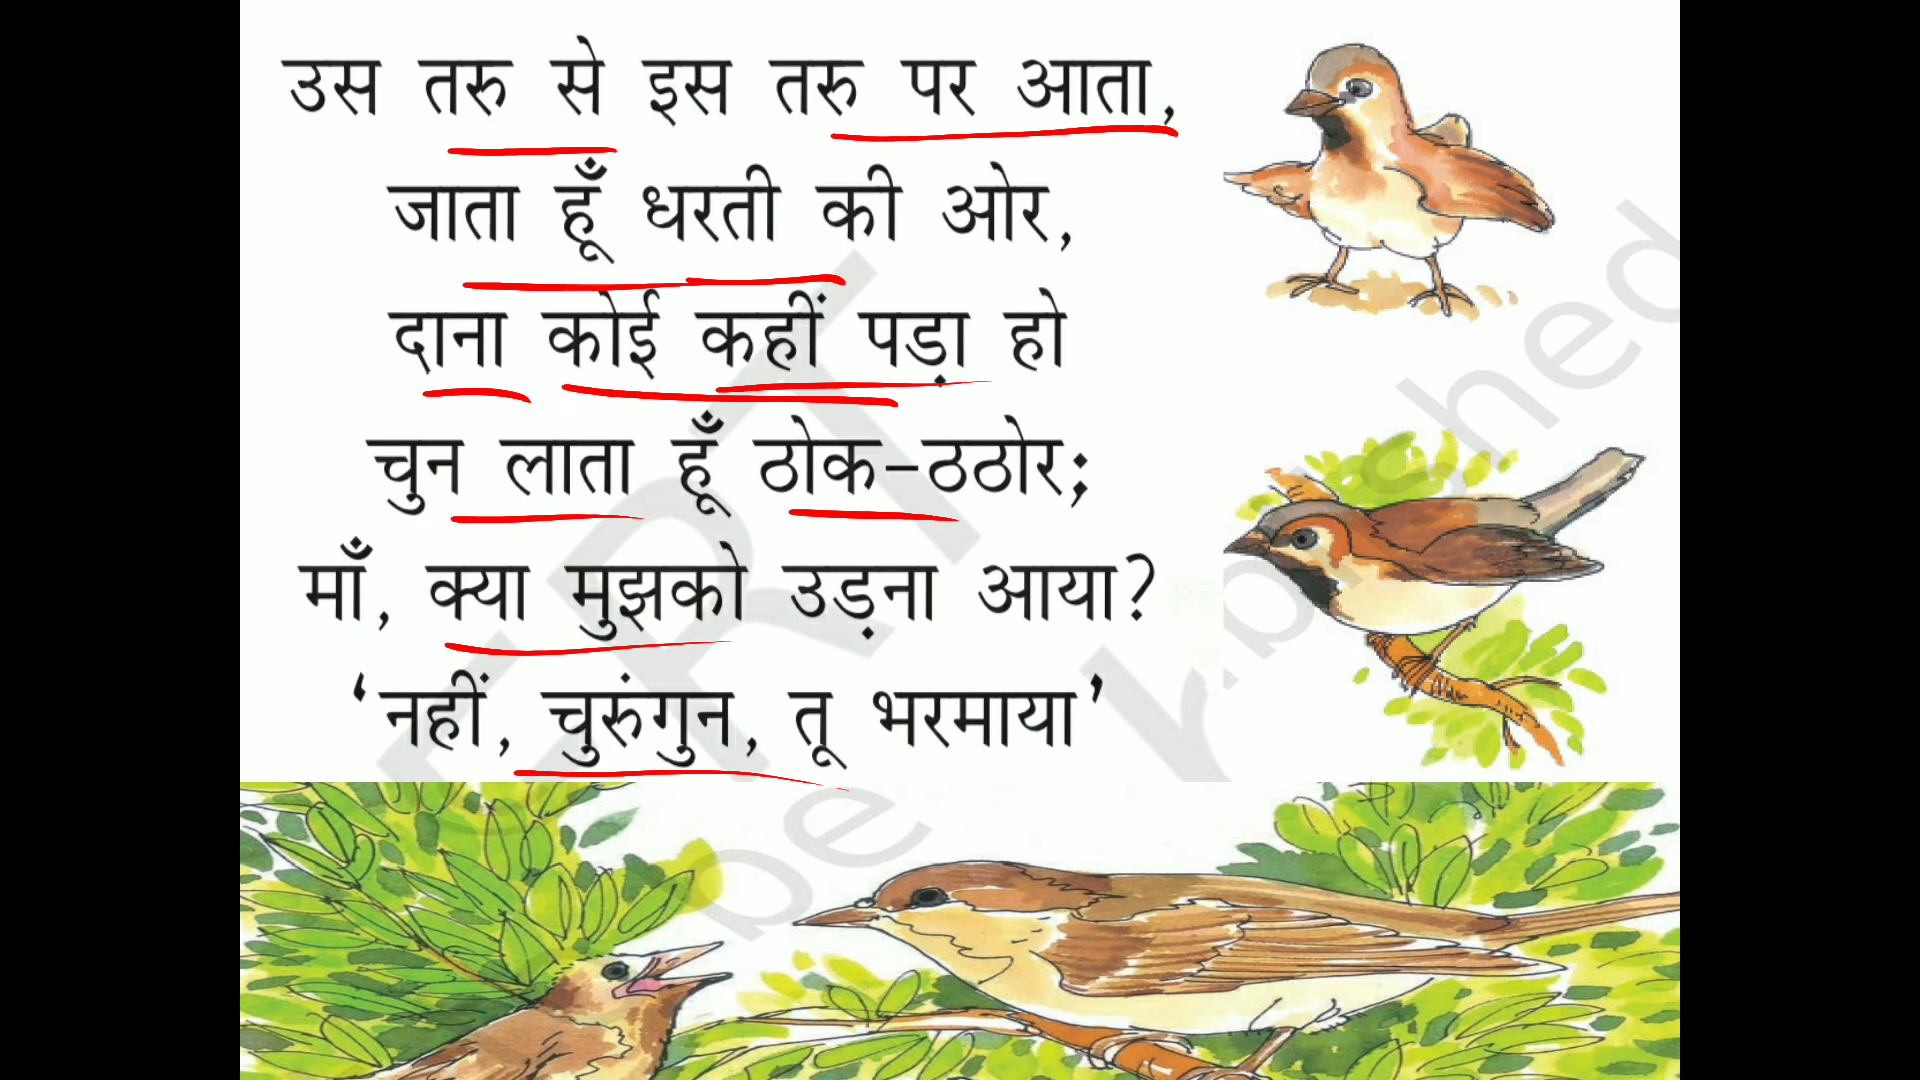 उस तरु से इस तरु पर आता,
जाता हूँ धरती की ओर,
दाना कोई कहीं पड़ा हो
चुन लाता हूँ ठोक-ठठोर;
माँ, क्या मुझको उड़ना आया?
‘नहीं, चुरुंगुन, तू भरमाया’